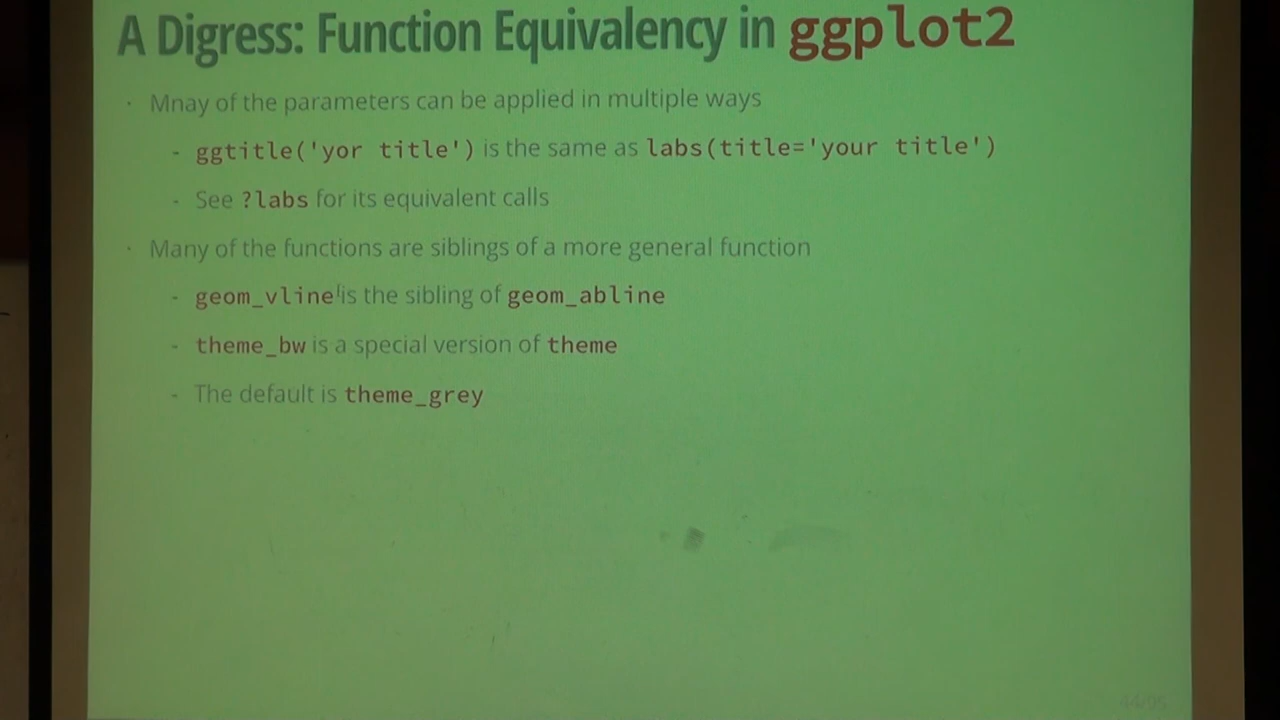 A Digress: Function Equivalency in ggplot2
· Mnay of the parameters can be applied in multiple ways
- ggtitle('yor title') is the same as labs(title='your title')
- See ?labs for its equivalent calls
· Many of the functions are siblings of a more general function
- geom_vline is the sibling of geom_abline
- theme_bw is a special version of theme
- The default is theme_grey
44/95